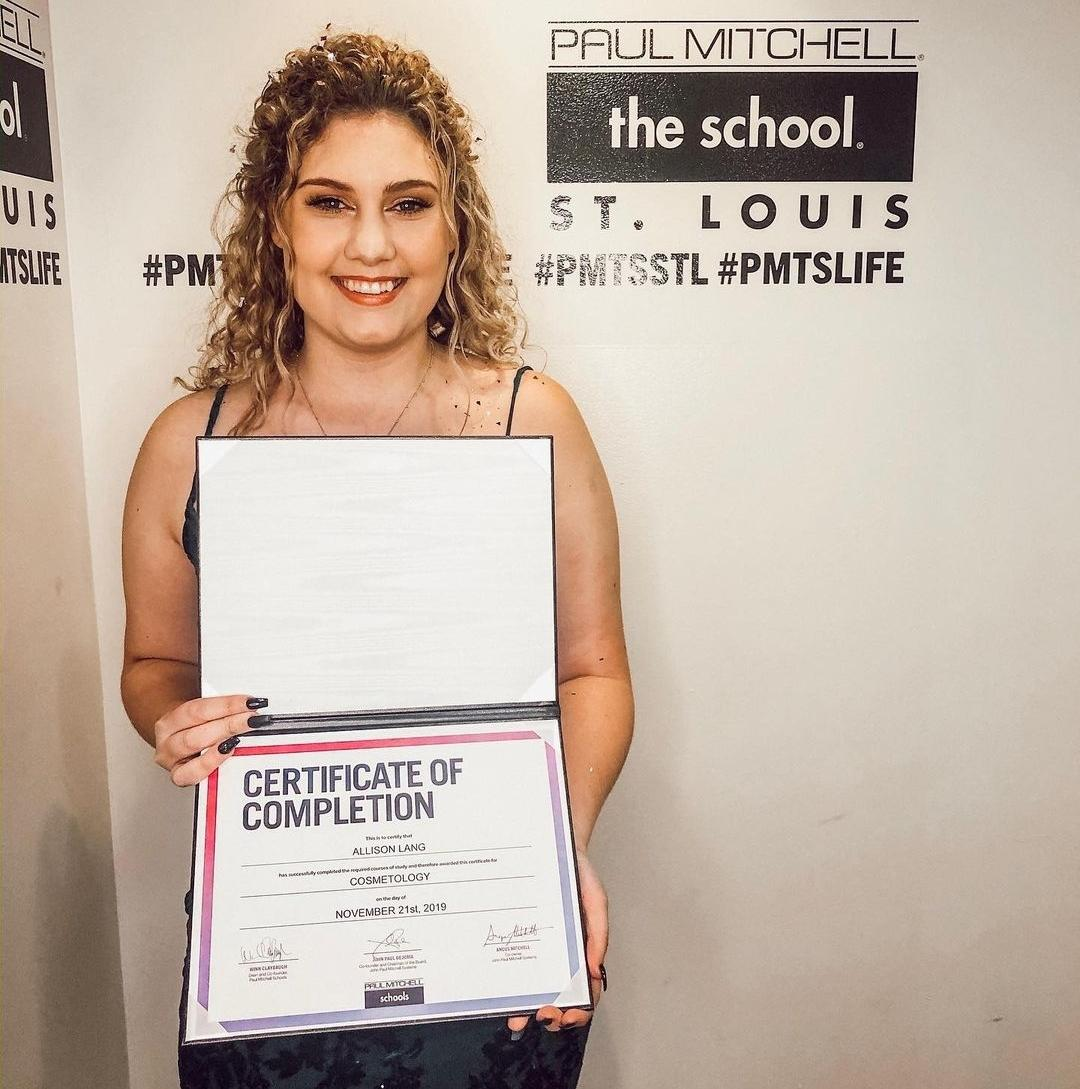 ELL.
ol
UIS
MTSLIFE
PAUL MITCHELL®
the school®
ST. LOUIS
#PMT E #PMTSSTL #PMTSLIFE
CERTIFICATE OF
COMPLETION
This is to certify that
ALLISON LANG
has successfully completed the required courses of study and therefore awarded this certificate for
COSMETOLOGY
on the day of
NOVEMBER 21st, 2019
WINN CLAYBAUGH
Dean and Co-founder,
Paul Mitchell Schools
JOHN PAUL DEJORIA
Co-founder and Chairman of the Board,
John Paul Mitchell Systems
ANGUS MITCHELL
Co-owner
John Paul Mitchell Systems
PAUL MITCHELL
schools